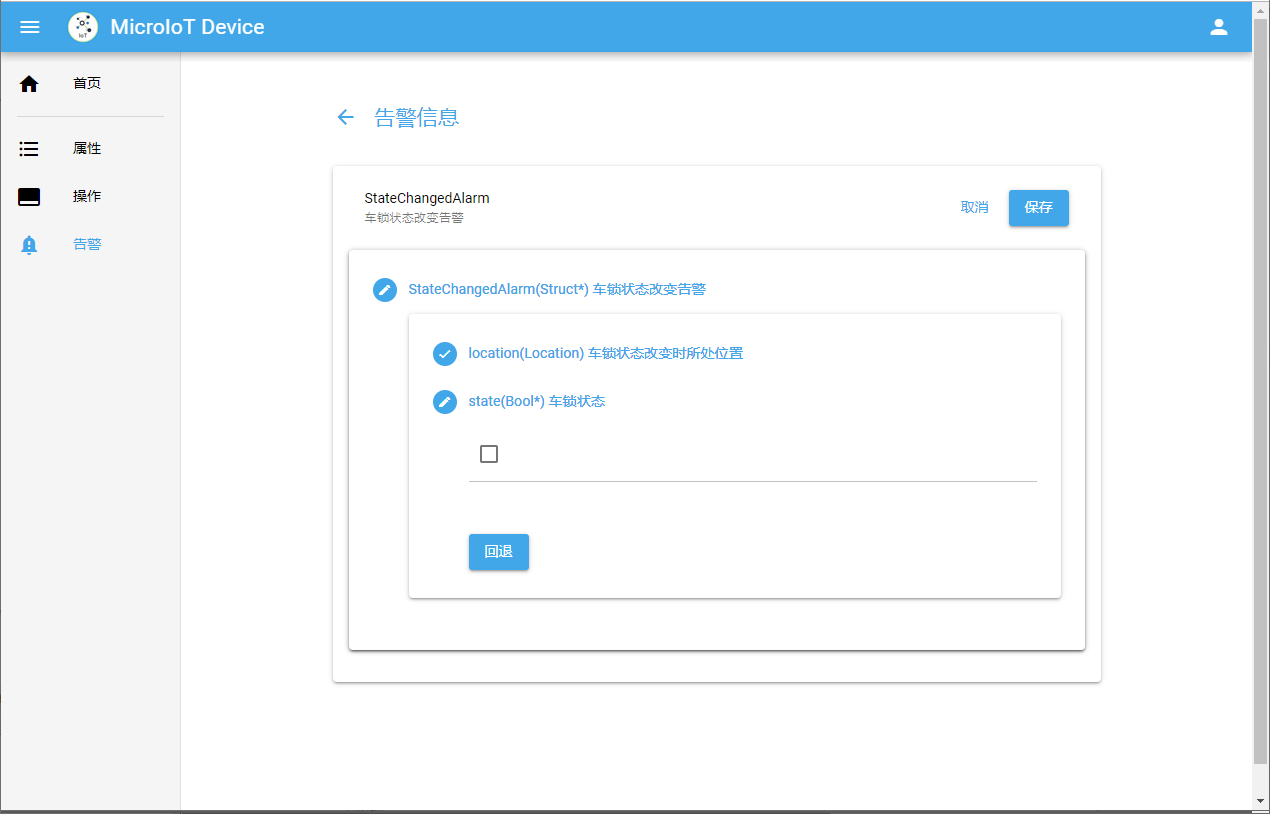 MicroIoT Device
IoT
首页
属性
操作
告警
告警信息
StateChangedAlarm
车锁状态改变告警
取消
保存
StateChangedAlarm(Struct*) 车锁状态改变告警
location(Location) 车锁状态改变时所处位置
state(Bool*) 车锁状态
回退